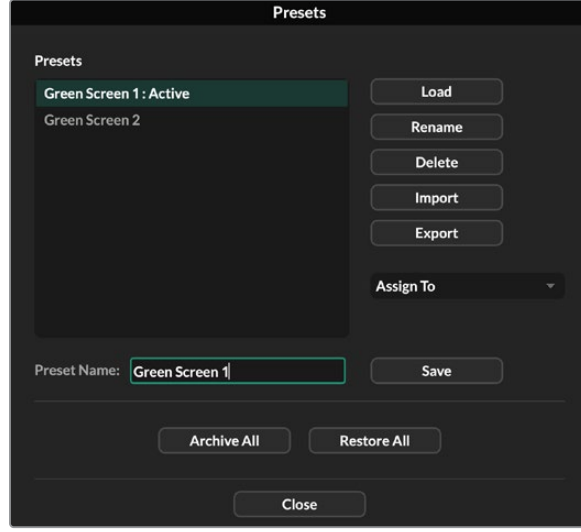 Presets
Presets
Green Screen 1 : Active
Green Screen 2
Load
Rename
Delete
Import
Export
Assign To
Preset Name: Green Screen 1
Save
Archive All
Restore All
Close